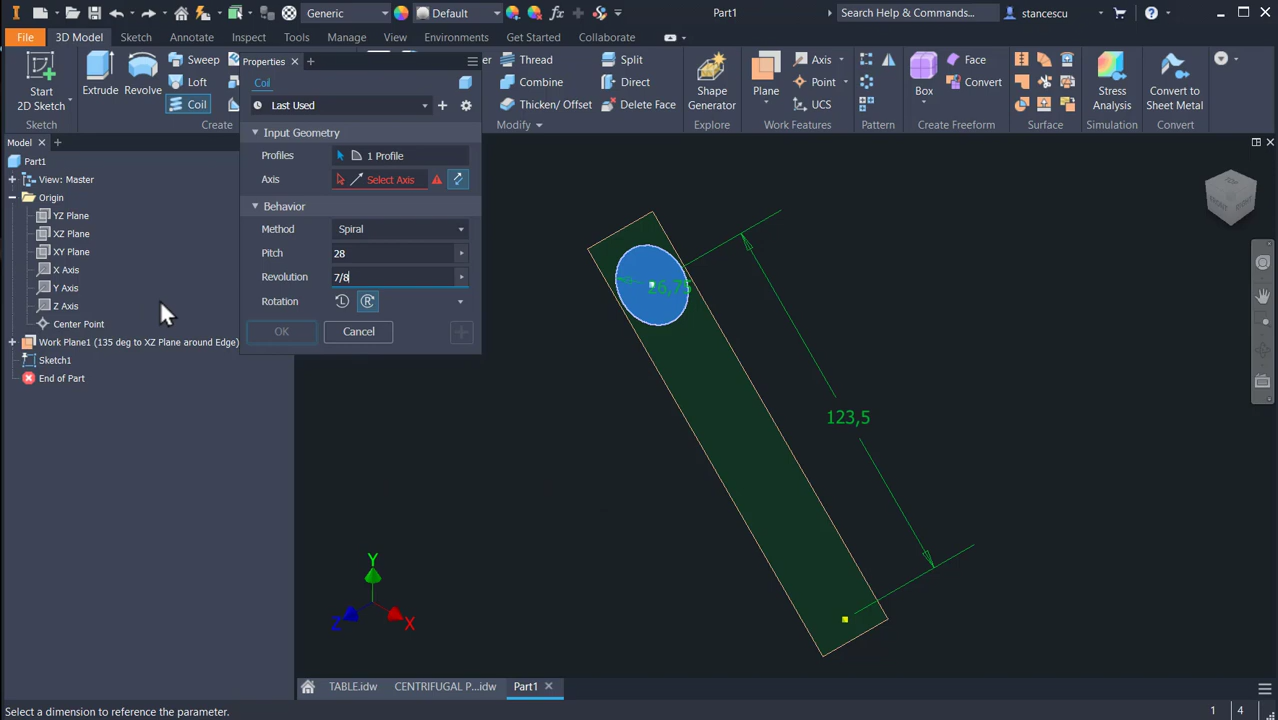 Generic Default fx Part1 Search Help & Commands... stancescu
File 3D Model Sketch Annotate Inspect Tools Manage View Environments Get Started Collaborate
Start
2D Sketch
Sketch
Extrude
Revolve
Sweep
Loft
Coil
Create
Properties
Coil
Last Used
Input Geometry
Profiles 1 Profile
Axis Select Axis
Behavior
Method Spiral
Pitch 28
Revolution 7/8
Rotation
OK Cancel
Thread Split
Combine Direct
Thicken/ Offset Delete Face
Modify
Shape
Generator
Explore
Plane
Axis
Point
UCS
Work Features
Pattern
Box
Face
Convert
Create Freeform
Surface
Stress
Analysis
Simulation
Convert to
Sheet Metal
Convert
Model
Part1
View: Master
Origin
YZ Plane
XZ Plane
XY Plane
X Axis
Y Axis
Z Axis
Center Point
Work Plane1 (135 deg to XZ Plane around Edge)
Sketch1
End of Part
26,75
123,5
Y
Z
X
TABLE.idw CENTRIFUGAL P...idw Part1
Select a dimension to reference the parameter. 1 4